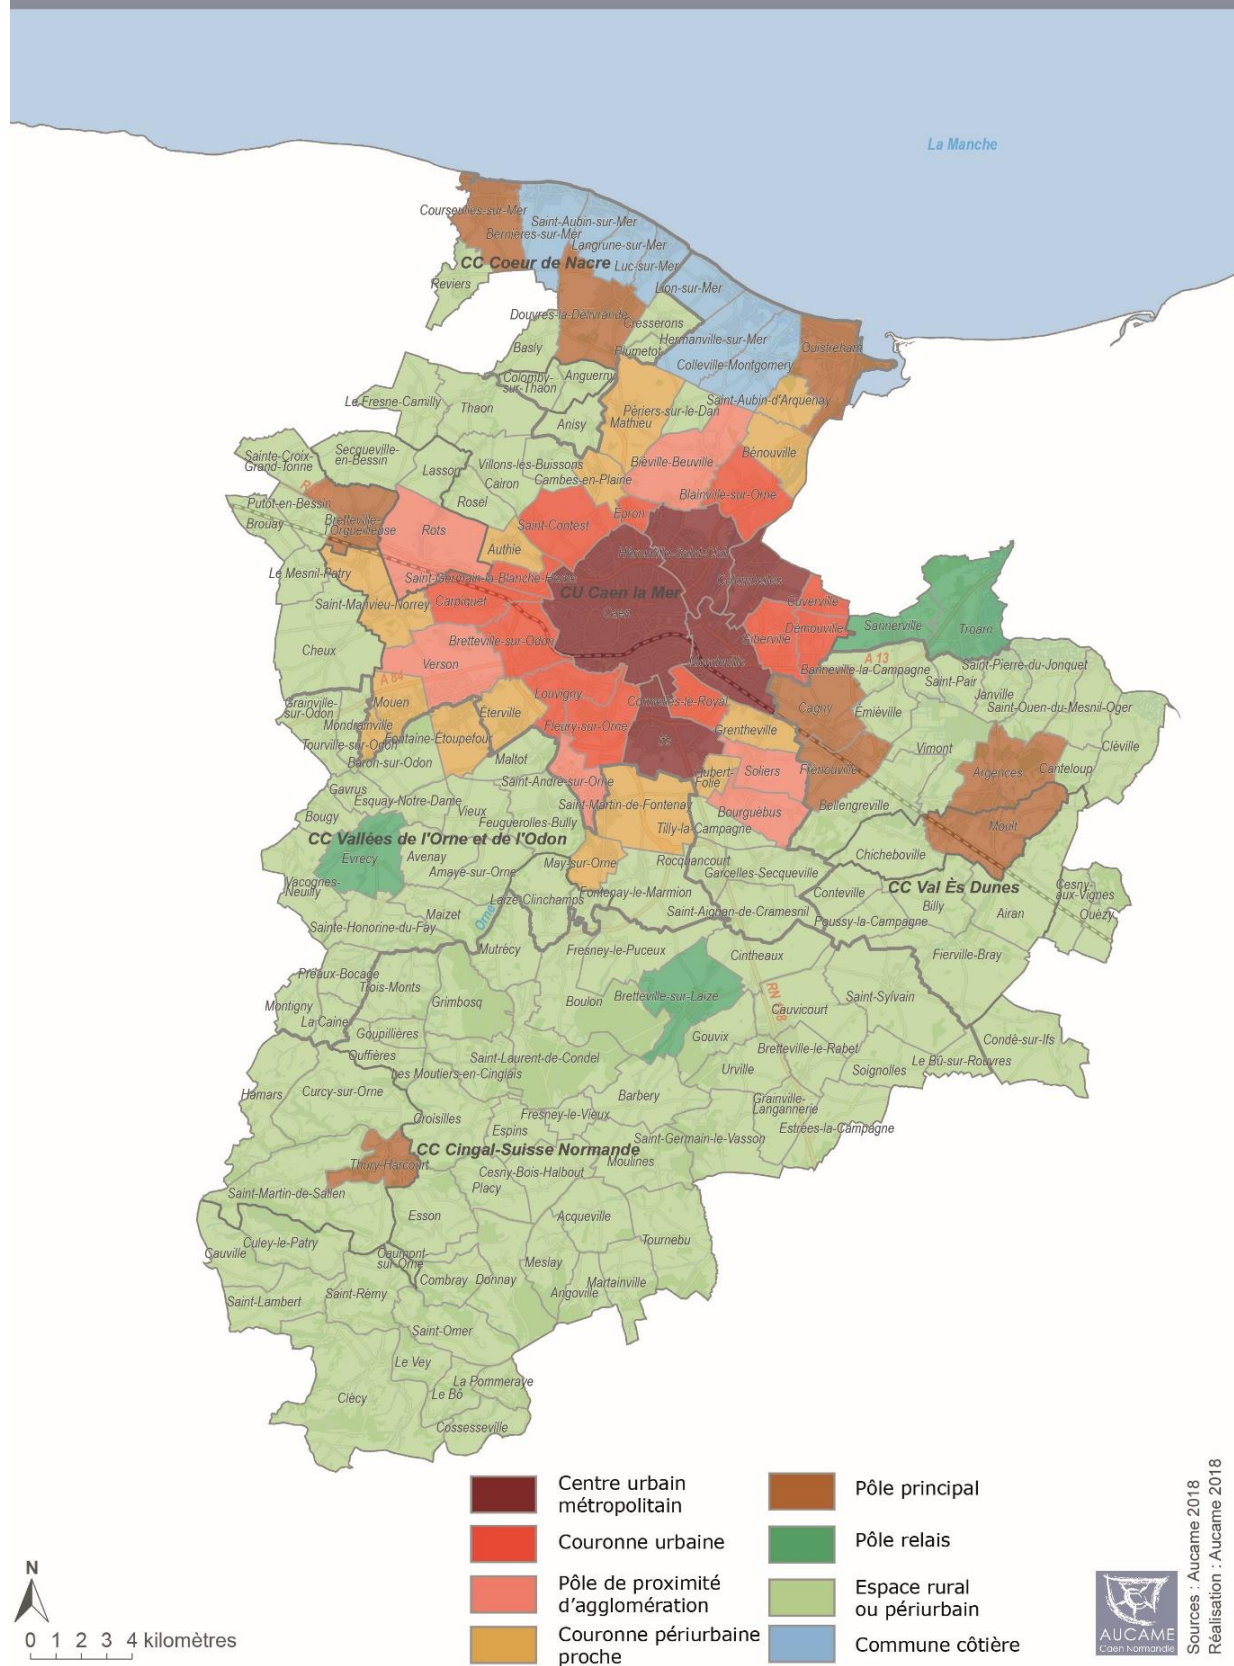 La Manche
Courseulles-sur-Mer
Saint-Aubin-sur-Mer
Bernières-sur-Mer
Langrune-sur-Mer
CC Coeur de Nacre
Luc-sur-Mer
Reviers
Lion-sur-Mer
Douvres-la-Délivrande
Cresserons
Hermanville-sur-Mer
Basly
Plumetot
Ouistreham
Colleville-Montgomery
Colomby-
sur-Thaon
Anguerny
Le Fresne-Camilly
Thaon
Saint-Aubin-d'Arquenay
Périers-sur-le-Dan
Mathieu
Anisy
Sainte-Croix-
Grand-Tonne
Secqueville-
en-Bessin
Lasson
Villons-les-Buissons
Cairon
Cambes-en-Plaine
Biéville-Beuville
Bénouville
Rosel
Blainville-sur-Orne
Putot-en-Bessin
Brouay
Bretteville-
l'Orgueilleuse
Rots
Saint-Contest
Épron
Authie
Hérouville-Saint-Clair
Le Mesnil-Patry
Saint-Germain-la-Blanche-Herbe
Colombelles
CU Caen la Mer
Caen
Saint-Manvieu-Norrey
Carpiquet
Cuverville
Démouville
Sannerville
Troarn
Giberville
Bretteville-sur-Odon
Cheux
Verson
A 84
Mondeville
A 13
Banneville-la-Campagne
Saint-Pierre-du-Jonquet
Saint-Pair
Janville
Saint-Ouen-du-Mesnil-Oger
Grainville-
sur-Odon
Mouen
Louvigny
Cormelles-le-Royal
Cagny
Émiéville
Mondrainville
Éterville
Fleury-sur-Orne
Grentheville
Tourville-sur-Odon
Fontaine-Étoupefour
Ifs
Vimont
Cléville
Baron-sur-Odon
Maltot
Saint-André-sur-Orne
Hubert-
Folie
Soliers
Frénouville
Argences
Canteloup
Gavrus
Esquay-Notre-Dame
Vieux
Saint-Martin-de-Fontenay
Bourguébus
Bellengreville
Bougy
Feuguerolles-Bully
Tilly-la-Campagne
Moult
CC Vallées de l'Orne et de l'Odon
Évrecy
Avenay
Amayé-sur-Orne
May-sur-Orne
Rocquancourt
Garcelles-Secqueville
Chicheboville
Vacognes-
Neuilly
Laize-Clinchamps
Fontenay-le-Marmion
Conteville
CC Val Ès Dunes
Cesny-
aux-Vignes
Billy
Airan
Ouézy
Maizet
Orne
Saint-Aignan-de-Cramesnil
Poussy-la-Campagne
Sainte-Honorine-du-Fay
Mutrécy
Fresney-le-Puceux
Cintheaux
Fierville-Bray
Préaux-Bocage
Trois-Monts
Grimbosq
Boulon
Bretteville-sur-Laize
RN 158
Cauvicourt
Saint-Sylvain
Montigny
La Caine
Goupillières
Gouvix
Condé-sur-Ifs
Ouffières
Saint-Laurent-de-Condel
Bretteville-le-Rabet
Le Bû-sur-Rouvres
Les Moutiers-en-Cinglais
Urville
Soignolles
Hamars
Curcy-sur-Orne
Barbery
Grainville-
Langannerie
Croisilles
Fresney-le-Vieux
Espins
Estrées-la-Campagne
Saint-Germain-le-Vasson
CC Cingal-Suisse Normande
Thury-Harcourt
Moulines
Cesny-Bois-Halbout
Placy
Saint-Martin-de-Sallen
Esson
Acqueville
Culey-le-Patry
Tournebu
Cauville
Caumont-
sur-Orne
Meslay
Combray
Donnay
Martainville
Angoville
Saint-Lambert
Saint-Rémy
Saint-Omer
Le Vey
La Pommeraye
Clécy
Le Bô
Cossesseville
Centre urbain
métropolitain
Couronne urbaine
Pôle de proximité
d'agglomération
Couronne périurbaine
proche
Pôle principal
Pôle relais
Espace rural
ou périurbain
Commune côtière
N
0 1 2 3 4 kilomètres
AUCAME
Caen Normandie
Sources : Aucame 2018
Réalisation : Aucame 2018